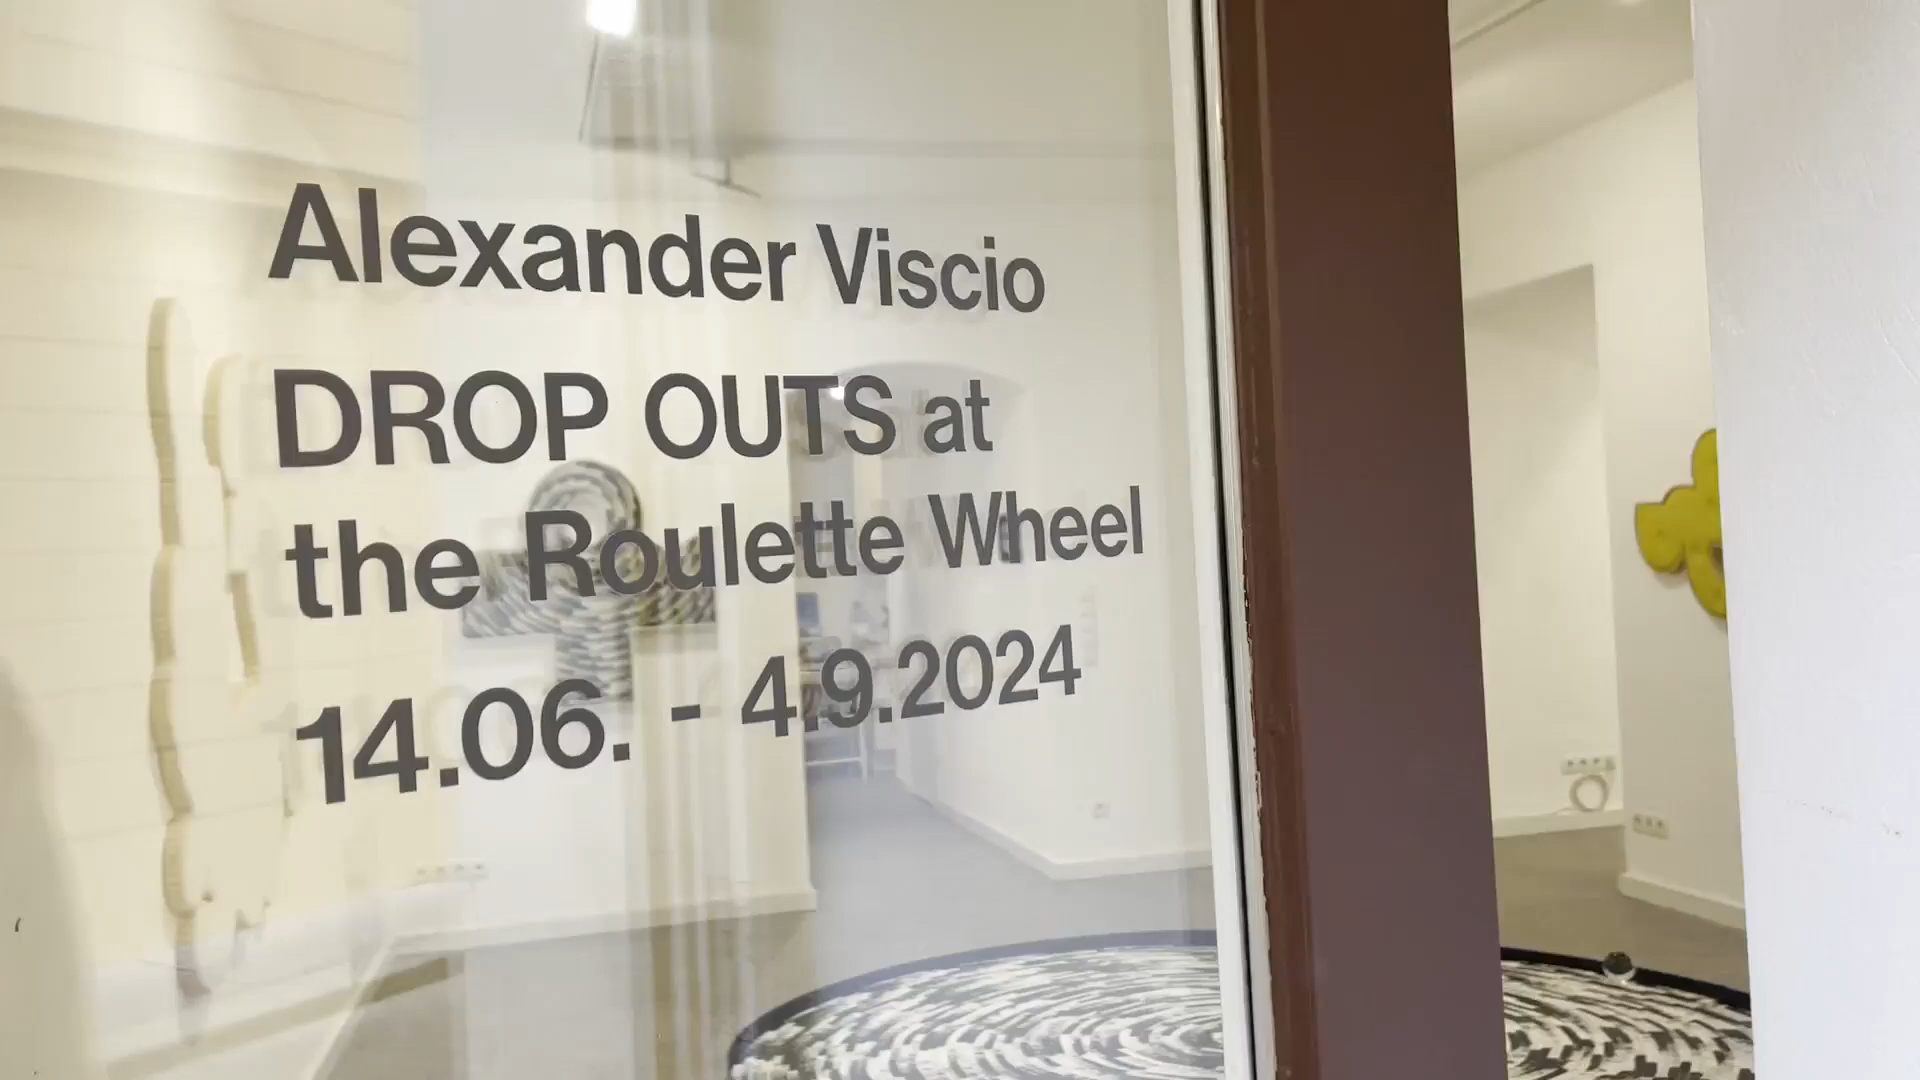 Alexander Viscio
DROP OUTS at
the Roulette Wheel
14.06. - 4.9.2024